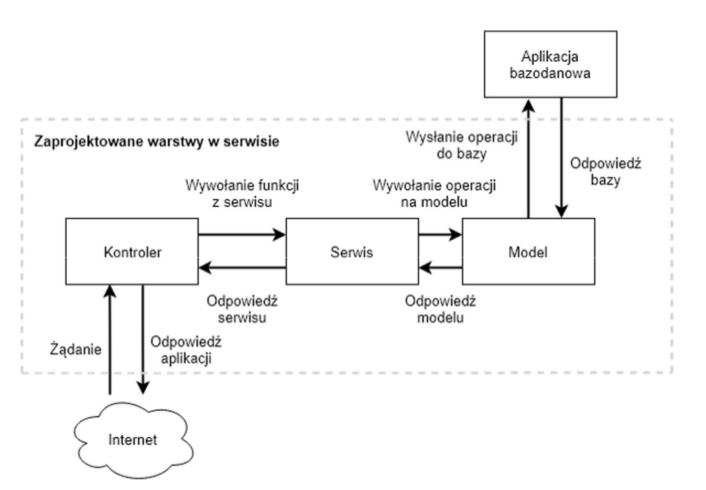 Aplikacja
bazodanowa
Zaprojektowane warstwy w serwisie
Wysłanie operacji
do bazy
Odpowiedź
bazy
Wywołanie funkcji
z serwisu
Wywołanie operacji
na modelu
Kontroler
Serwis
Model
Odpowiedź
serwisu
Odpowiedź
modelu
Żądanie
Odpowiedź
aplikacji
Internet